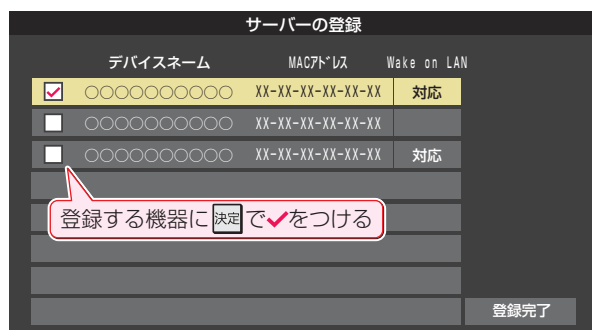 サーバーの登録
デバイスネーム MACｱﾄﾞﾚｽ Wake on LAN
○○○○○○○○○○ XX-XX-XX-XX-XX-XX 対応
○○○○○○○○○○ XX-XX-XX-XX-XX-XX
○○○○○○○○○○ XX-XX-XX-XX-XX-XX 対応
登録する機器に 決定 で✓をつける
登録完了